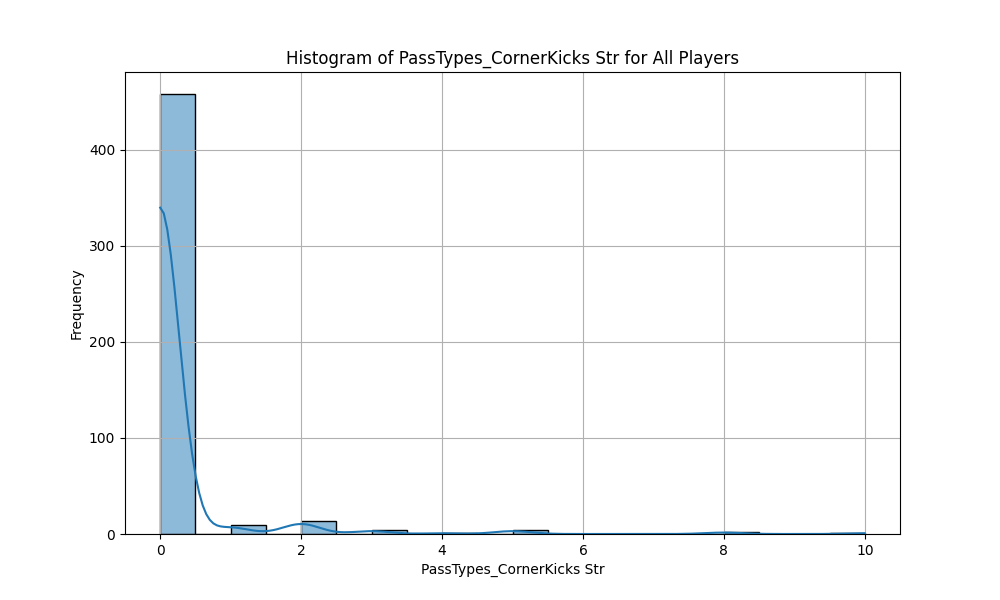 Histogram of PassTypes_CornerKicks Str for All Players
Frequency
400
300
200
100
0
0 2 4 6 8 10
PassTypes_CornerKicks Str